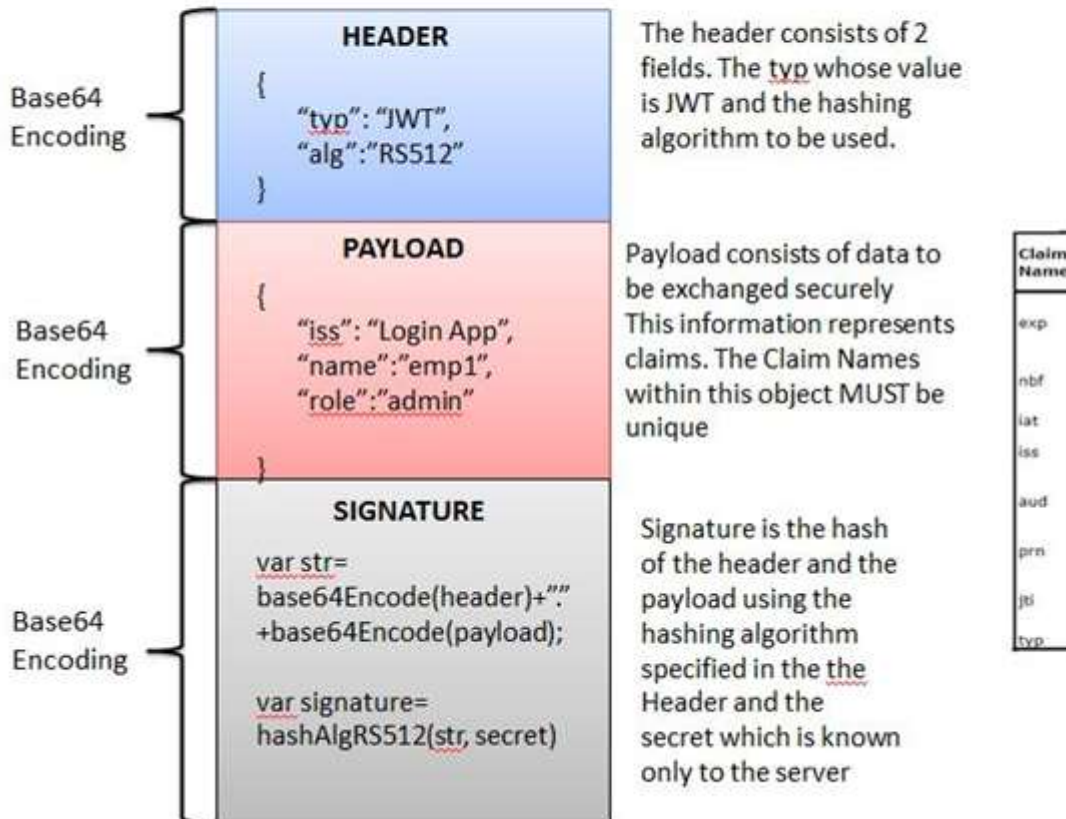 HEADER
{
“typ”: “JWT”,
“alg”:”RS512”
}
Base64
Encoding
The header consists of 2
fields. The typ whose value
is JWT and the hashing
algorithm to be used.
PAYLOAD
{
“iss”: “Login App”,
“name”:”emp1”,
“role”:”admin”
}
Base64
Encoding
Payload consists of data to
be exchanged securely
This information represents
claims. The Claim Names
within this object MUST be
unique
SIGNATURE
var str=
base64Encode(header)+”.”
+base64Encode(payload);
var signature=
hashAlgRS512(str, secret)
Base64
Encoding
Signature is the hash
of the header and the
payload using the
hashing algorithm
specified in the the
Header and the
secret which is known
only to the server
Claim
Name
exp
nbf
iat
iss
aud
prn
jti
typ